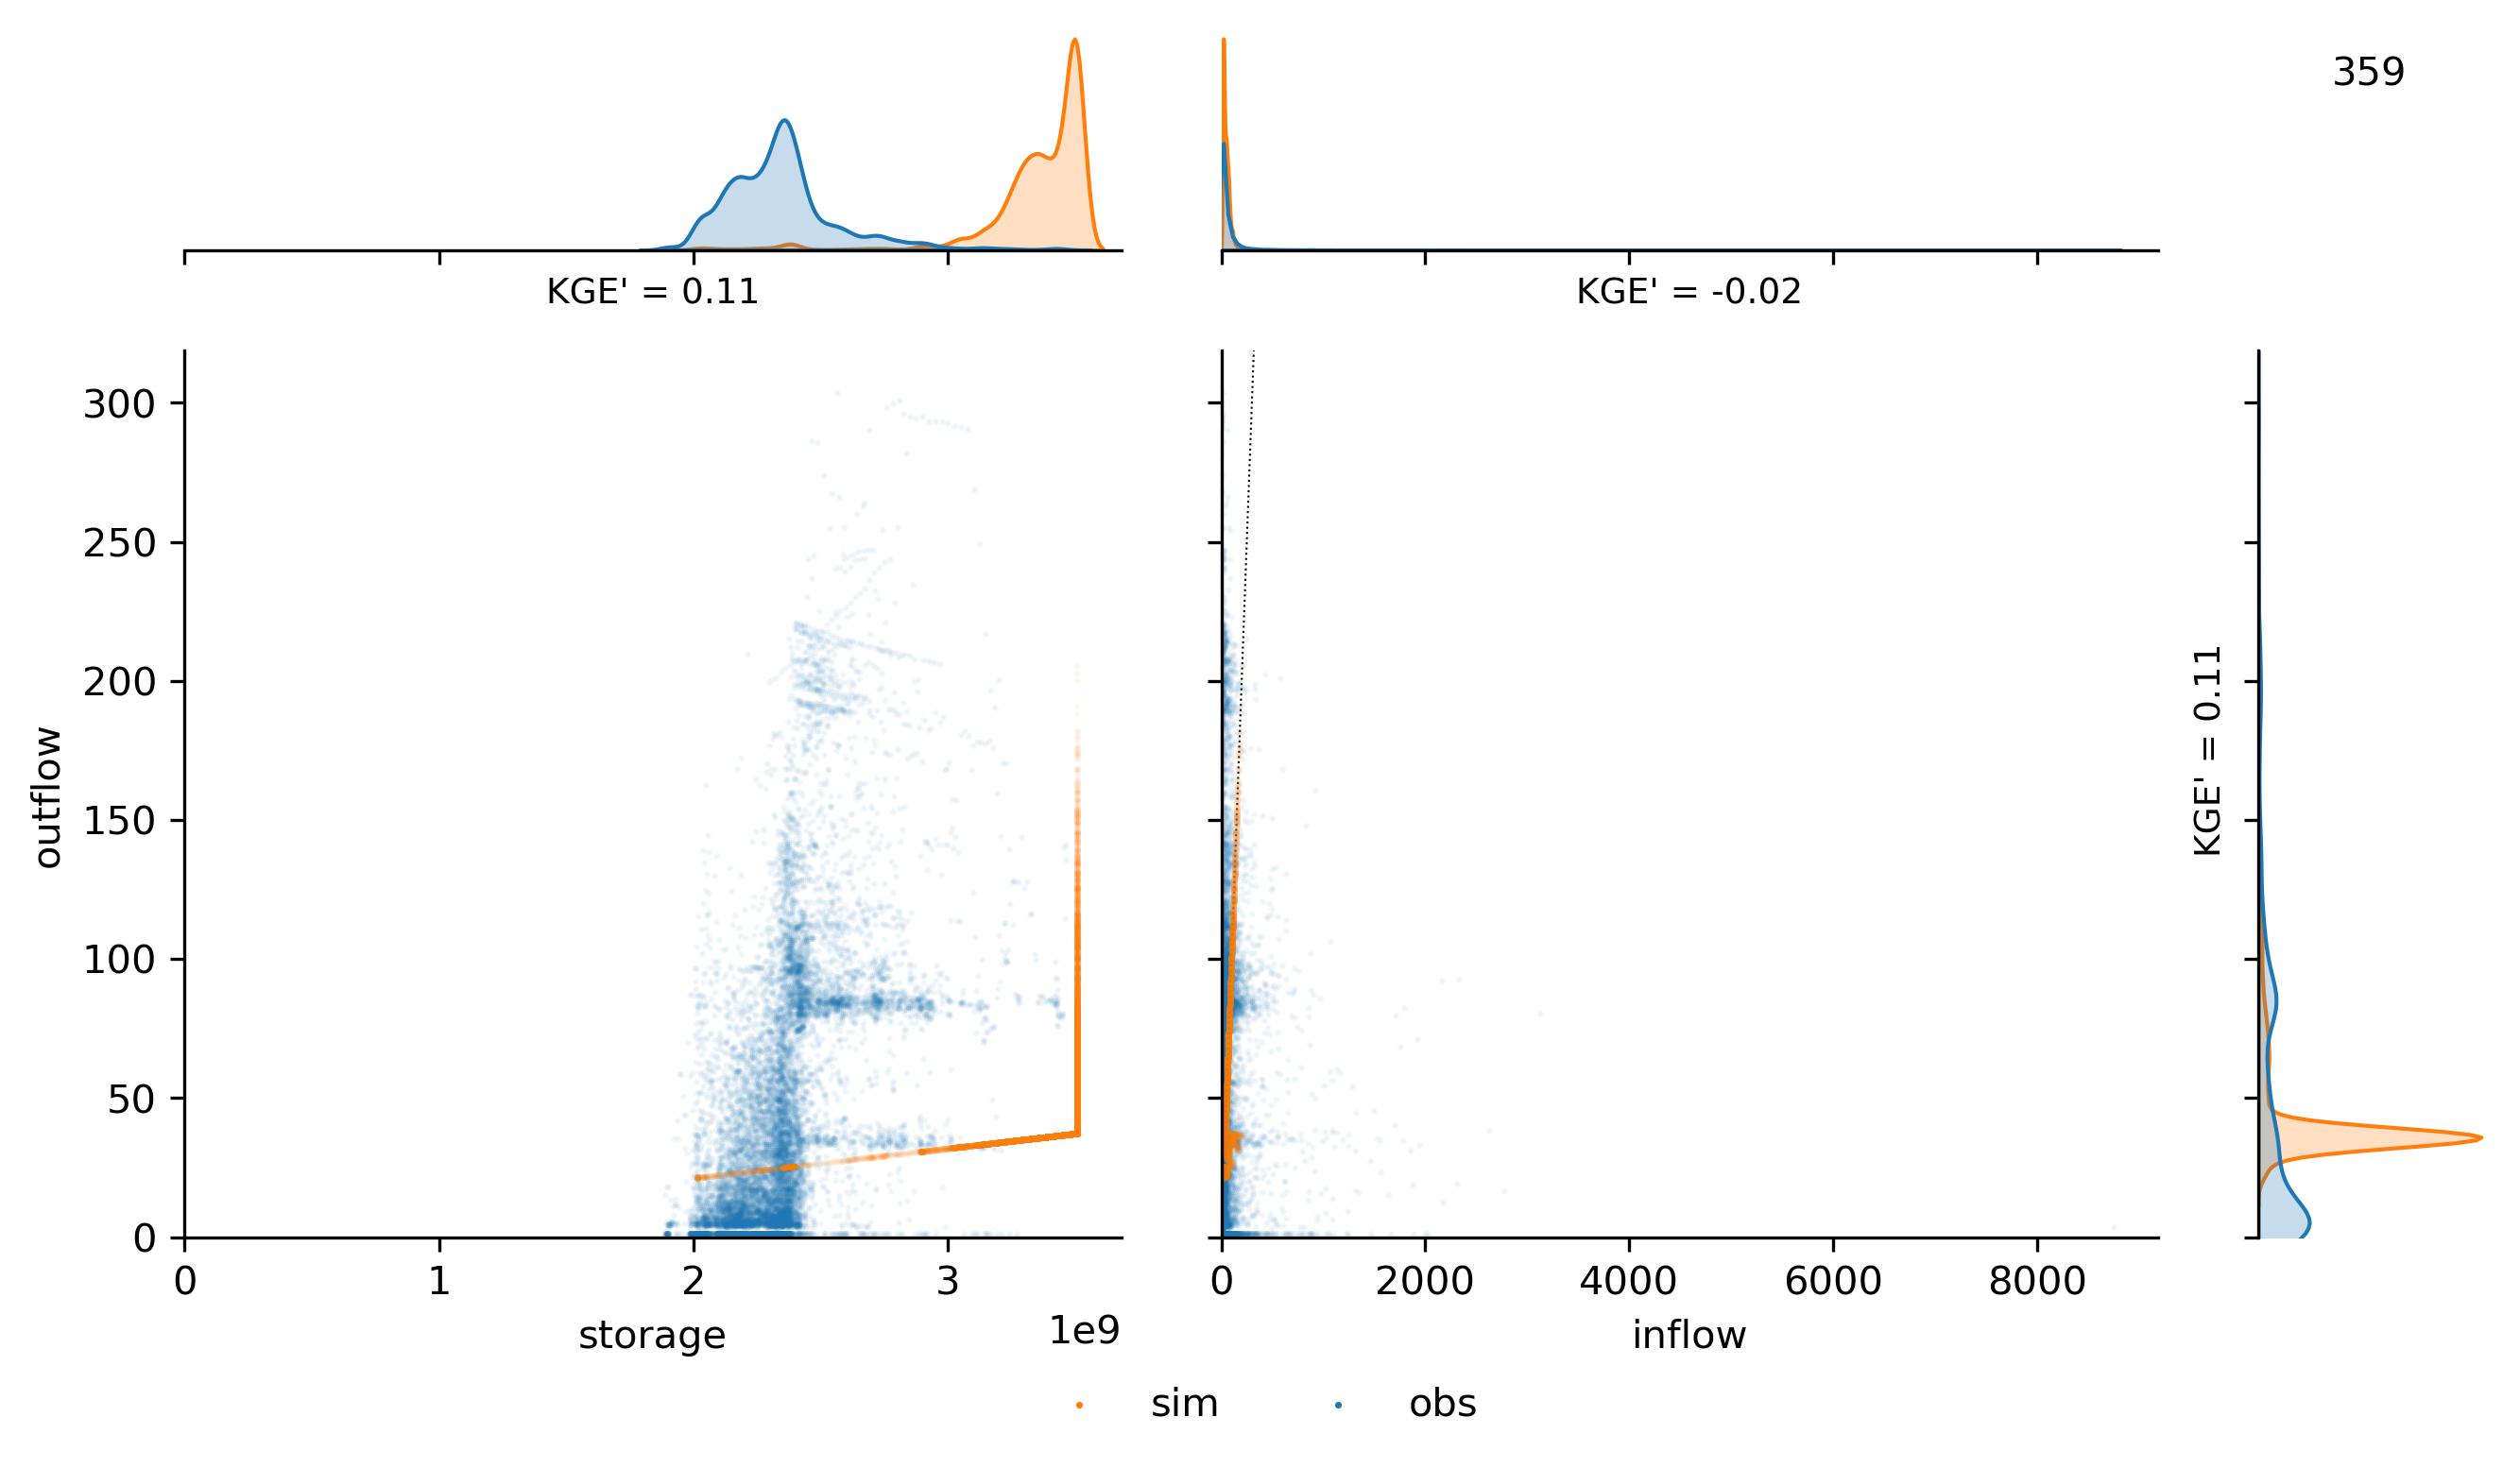 359
KGE' = 0.11
KGE' = -0.02
300
250
200
150
100
50
0
outflow
KGE' = 0.11
0 1 2 3
0 2000 4000 6000 8000
1e9
storage
inflow
sim obs